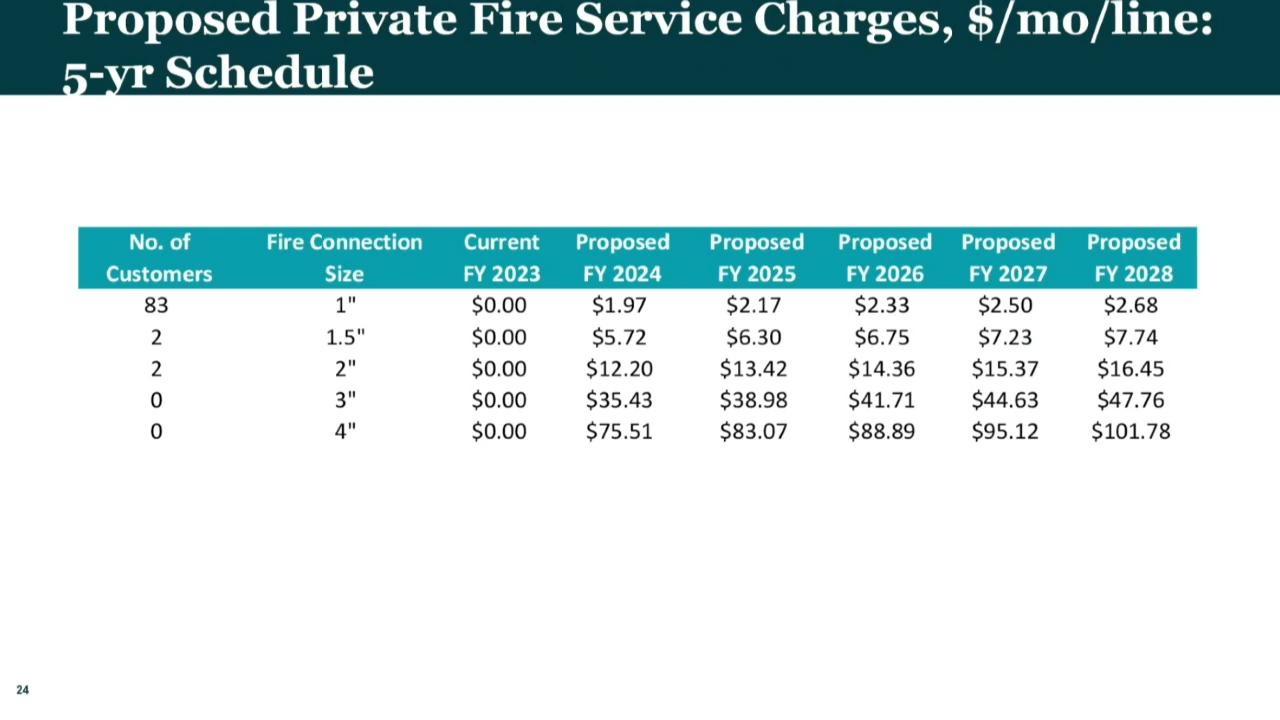 Proposed Private Fire Service Charges, $/mo/line:
5-yr Schedule
No. of Fire Connection Current Proposed Proposed Proposed Proposed Proposed
Customers Size FY 2023 FY 2024 FY 2025 FY 2026 FY 2027 FY 2028
83 1" $0.00 $1.97 $2.17 $2.33 $2.50 $2.68
2 1.5" $0.00 $5.72 $6.30 $6.75 $7.23 $7.74
2 2" $0.00 $12.20 $13.42 $14.36 $15.37 $16.45
0 3" $0.00 $35.43 $38.98 $41.71 $44.63 $47.76
0 4" $0.00 $75.51 $83.07 $88.89 $95.12 $101.78
24